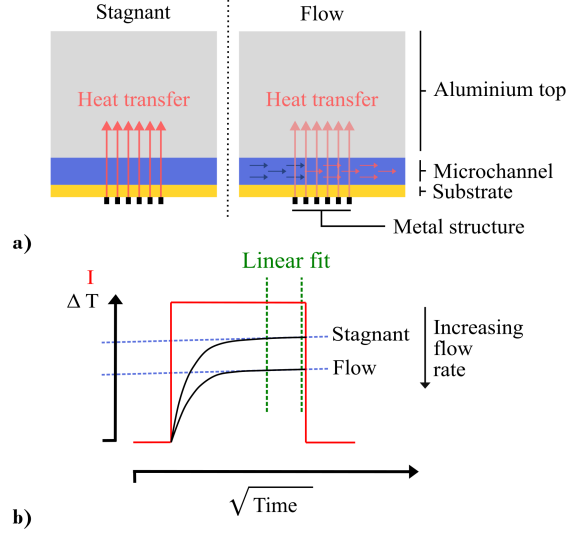 Stagnant
Flow
Heat transfer
Heat transfer
Aluminium top
Microchannel
Substrate
Metal structure
a)
Linear fit
I
Δ T
Stagnant
Flow
Increasing
flow
rate
√Time
b)